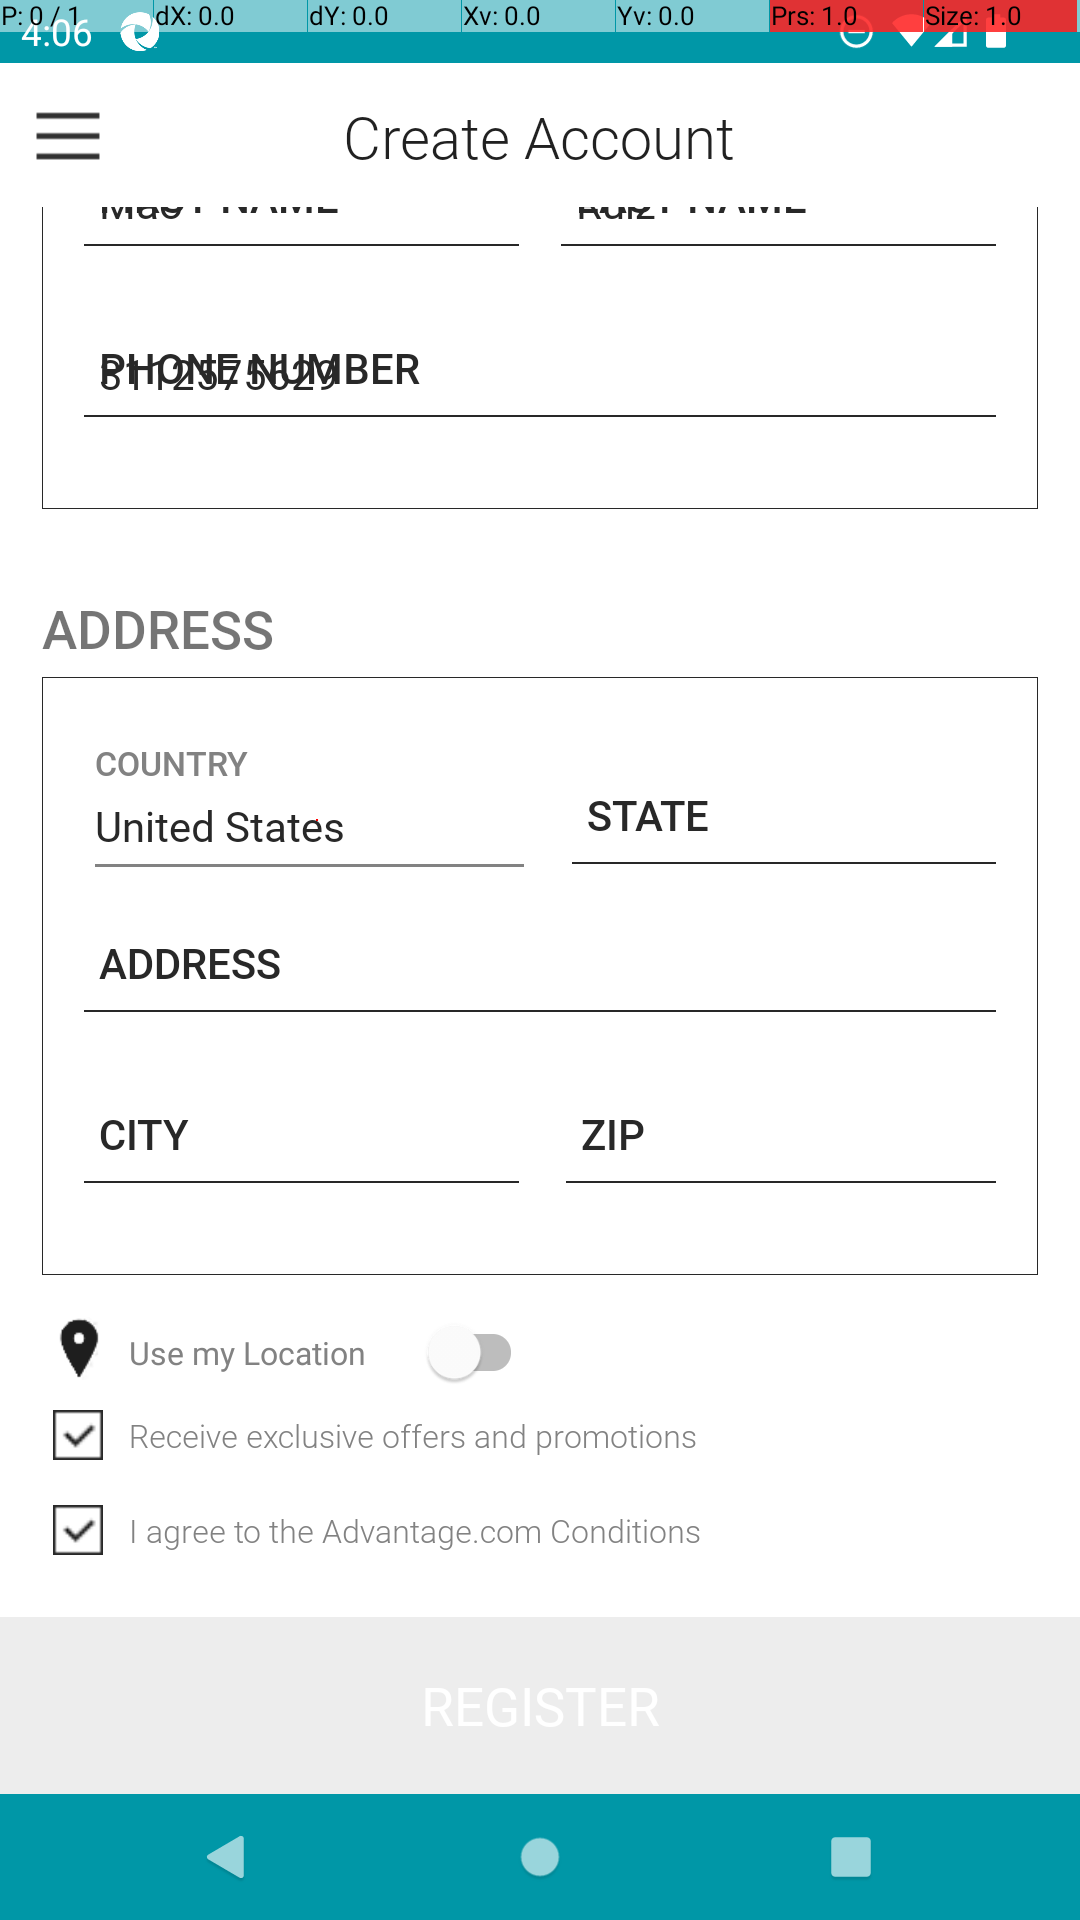 P: 0 / 1 dX: 0.0 dY: 0.0 Xv: 0.0 Yv: 0.0 Prs: 1.0 Size: 1.0
4:06
Create Account
NAME NAME
PHONE NUMBER
3112575629
ADDRESS
COUNTRY
United States
STATE
ADDRESS
CITY ZIP
Use my Location
Receive exclusive offers and promotions
I agree to the Advantage.com Conditions
REGISTER